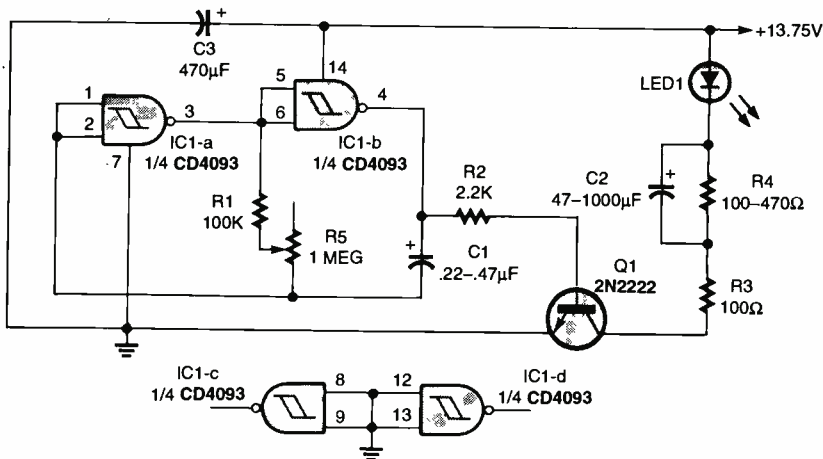 C3
470µF
+
+13.75V
LED1
1
2
3
7
IC1-a
1/4 CD4093
5
6
14
4
IC1-b
1/4 CD4093
R1
100K
R5
1 MEG
R2
2.2K
+
C1
.22–.47µF
C2
47–1000µF
+
R4
100–470Ω
Q1
2N2222
R3
100Ω
IC1-c
1/4 CD4093
8
9
12
13
IC1-d
1/4 CD4093